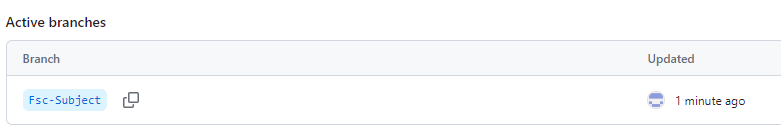 Active branches
Branch Updated
Fsc-Subject 1 minute ago